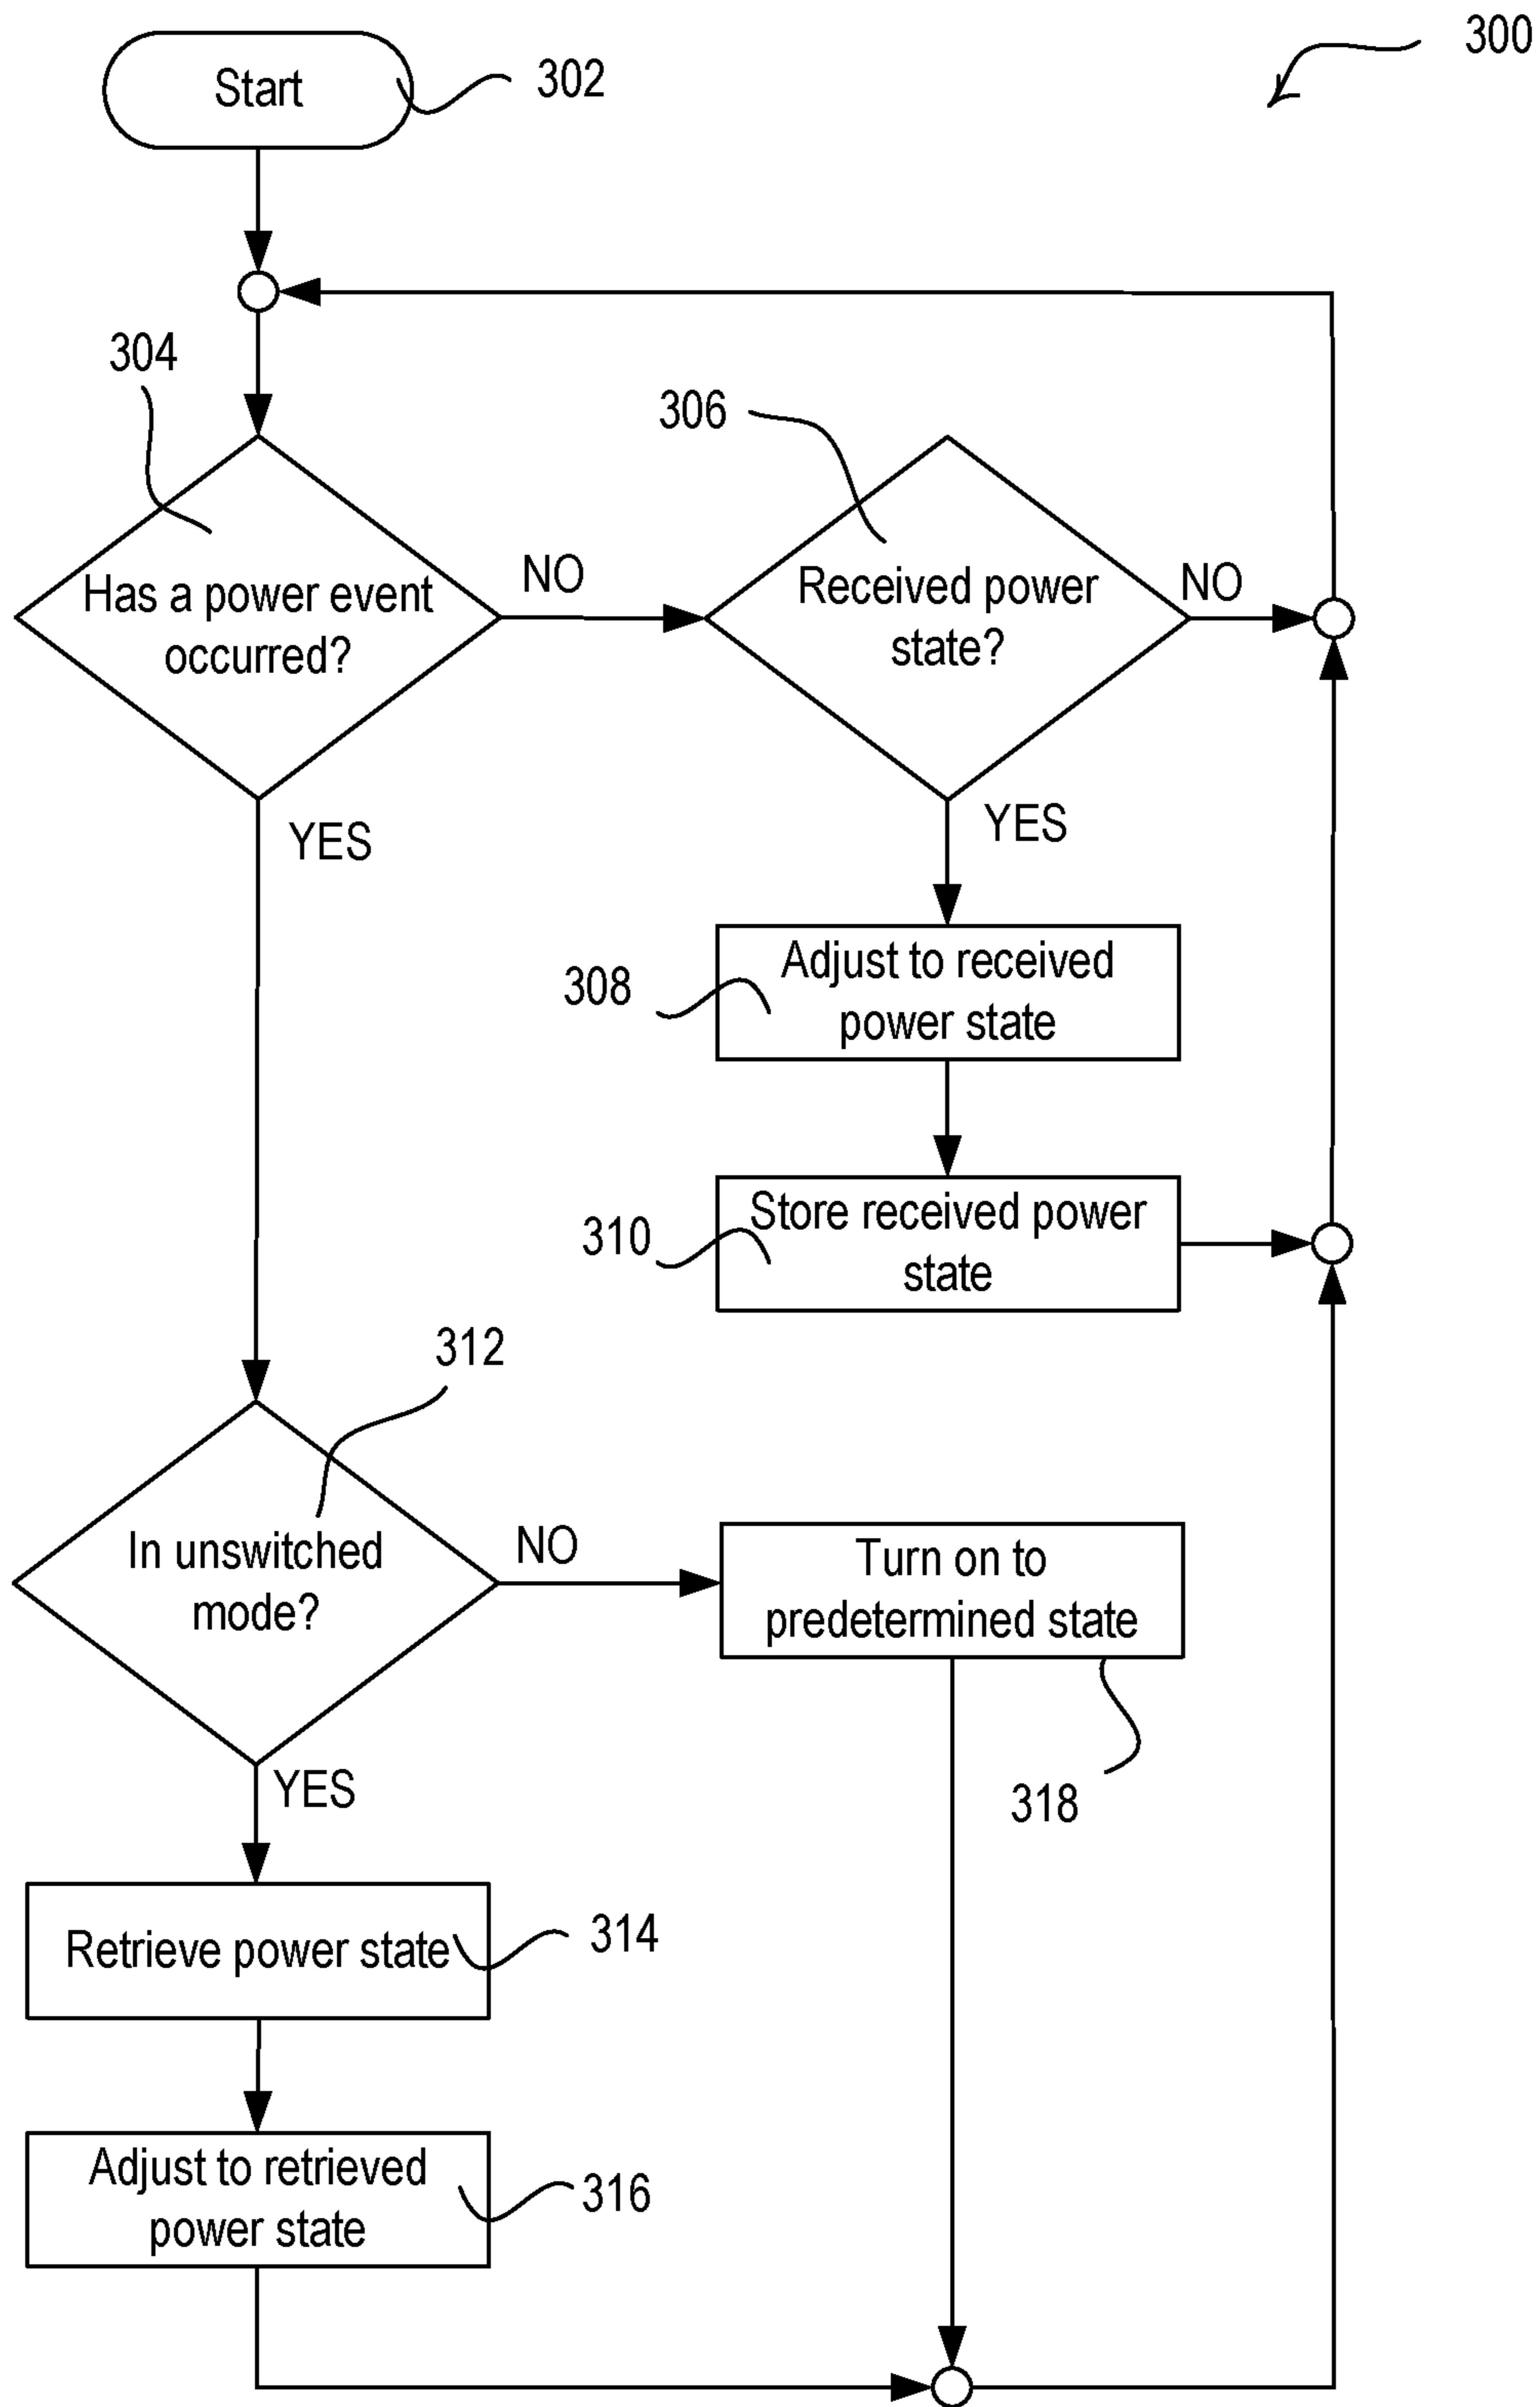 300
Start
302
304
306
Has a power event
occurred?
NO
Received power
state?
NO
YES
YES
308
Adjust to received
power state
310
Store received power
state
312
In unswitched
mode?
NO
Turn on to
predetermined state
318
YES
Retrieve power state
314
Adjust to retrieved
power state
316